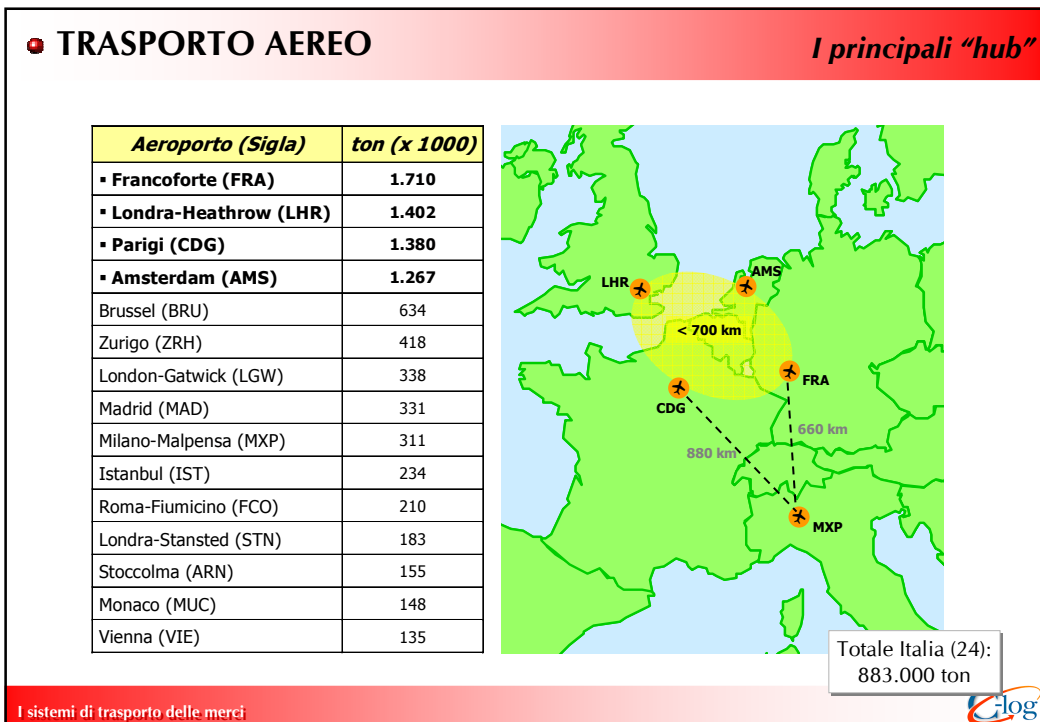 TRASPORTO AEREO
I principali “hub”
Aeroporto (Sigla) ton (x 1000)
▪ Francoforte (FRA) 1.710
▪ Londra-Heathrow (LHR) 1.402
▪ Parigi (CDG) 1.380
▪ Amsterdam (AMS) 1.267
Brussel (BRU) 634
Zurigo (ZRH) 418
London-Gatwick (LGW) 338
Madrid (MAD) 331
Milano-Malpensa (MXP) 311
Istanbul (IST) 234
Roma-Fiumicino (FCO) 210
Londra-Stansted (STN) 183
Stoccolma (ARN) 155
Monaco (MUC) 148
Vienna (VIE) 135
AMS
LHR
< 700 km
FRA
CDG
660 km
880 km
MXP
Totale Italia (24):
883.000 ton
I sistemi di trasporto delle merci
C-log